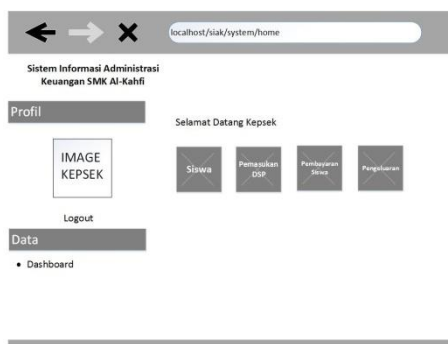 localhost/siak/system/home
Sistem Informasi Administrasi
Keuangan SMK Al-Kahfi
Profil
Selamat Datang Kepsek
IMAGE
KEPSEK
Siswa
Pemasukan
DSP
Pembayaran
Siswa
Pengeluaran
Logout
Data
• Dashboard